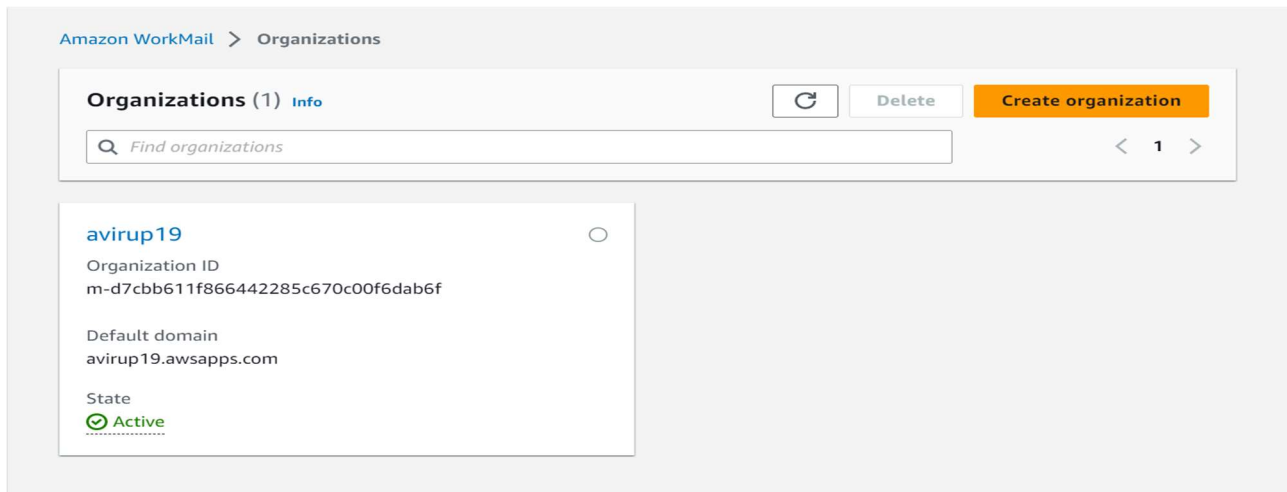 Amazon WorkMail > Organizations
Organizations (1) Info
Delete
Create organization
Find organizations
< 1 >
avirup19
Organization ID
m-d7cbb611f866442285c670c00f6dab6f
Default domain
avirup19.awsapps.com
State
Active